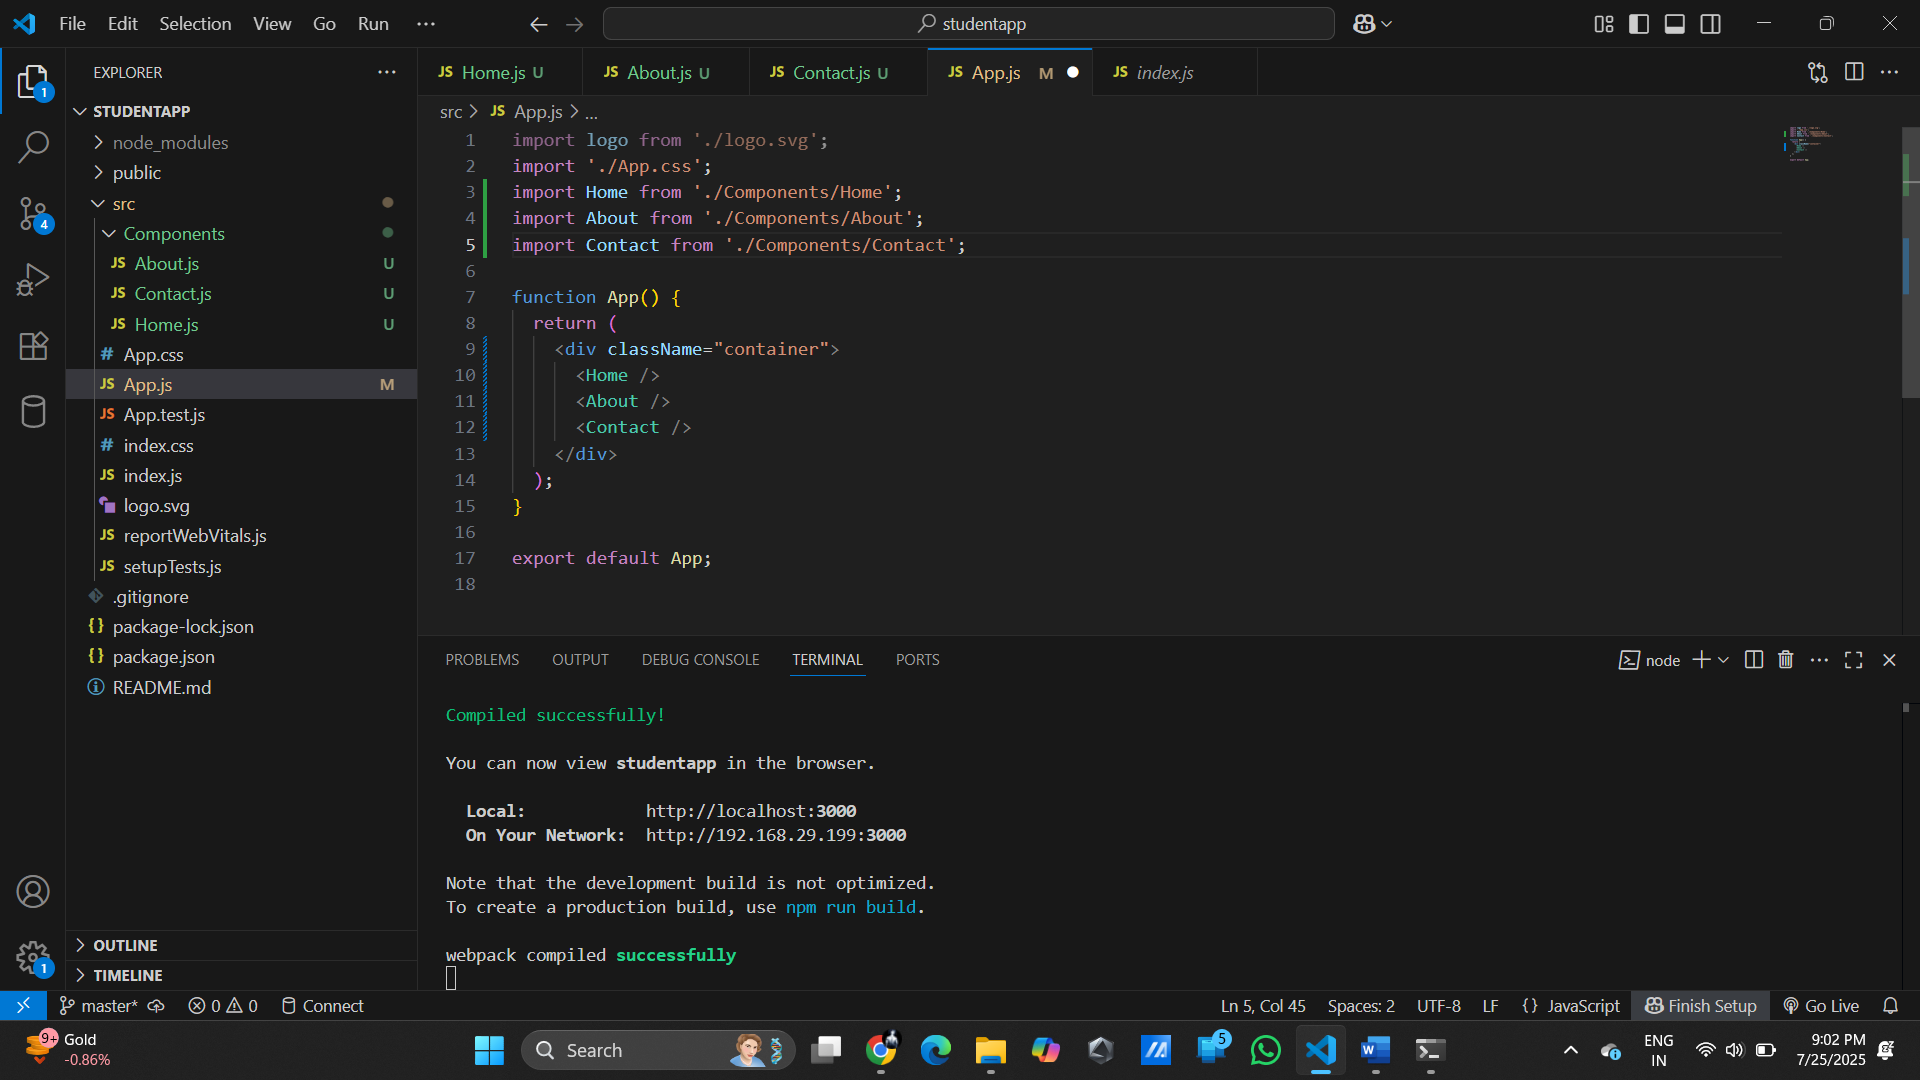 File Edit Selection View Go Run ···
studentapp
EXPLORER
STUDENTAPP
node_modules
public
src
Components
JS About.js U
JS Contact.js U
JS Home.js U
# App.css
JS App.js M
JS App.test.js
# index.css
JS index.js
logo.svg
JS reportWebVitals.js
JS setupTests.js
.gitignore
{} package-lock.json
{} package.json
README.md
OUTLINE
TIMELINE
1
4
1
JS Home.js U JS About.js U JS Contact.js U JS App.js M JS index.js
src > JS App.js > ...
1 import logo from './logo.svg';
2 import './App.css';
3 import Home from './Components/Home';
4 import About from './Components/About';
5 import Contact from './Components/Contact';
6
7 function App() {
8 return (
9 <div className="container">
10 <Home />
11 <About />
12 <Contact />
13 </div>
14 );
15 }
16
17 export default App;
18
PROBLEMS OUTPUT DEBUG CONSOLE TERMINAL PORTS node
Compiled successfully!
You can now view studentapp in the browser.
Local: http://localhost:3000
On Your Network: http://192.168.29.199:3000
Note that the development build is not optimized.
To create a production build, use npm run build.
webpack compiled successfully
master* 0 0 Connect Ln 5, Col 45 Spaces: 2 UTF-8 LF {} JavaScript Finish Setup Go Live
9+ Gold
-0.86%
Search
5
ENG
IN
9:02 PM
7/25/2025